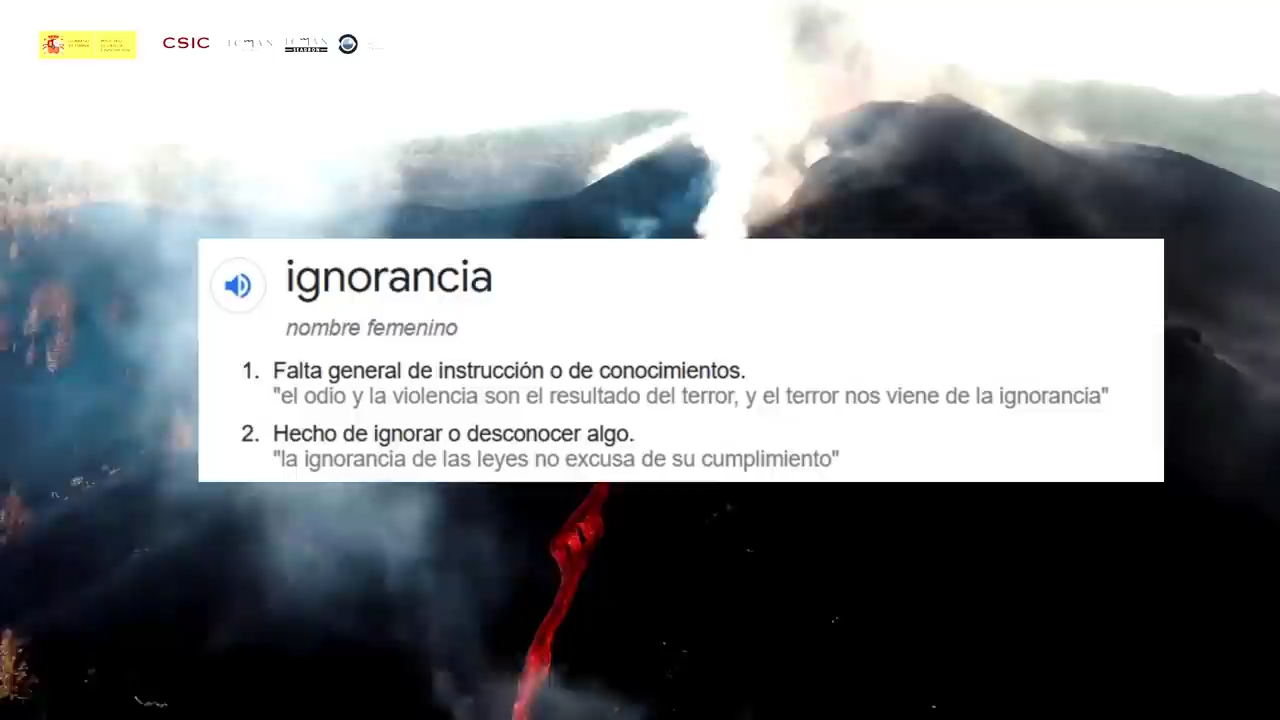 CSIC
ignorancia
nombre femenino
1. Falta general de instrucción o de conocimientos.
"el odio y la violencia son el resultado del terror, y el terror nos viene de la ignorancia"
2. Hecho de ignorar o desconocer algo.
"la ignorancia de las leyes no excusa de su cumplimiento"